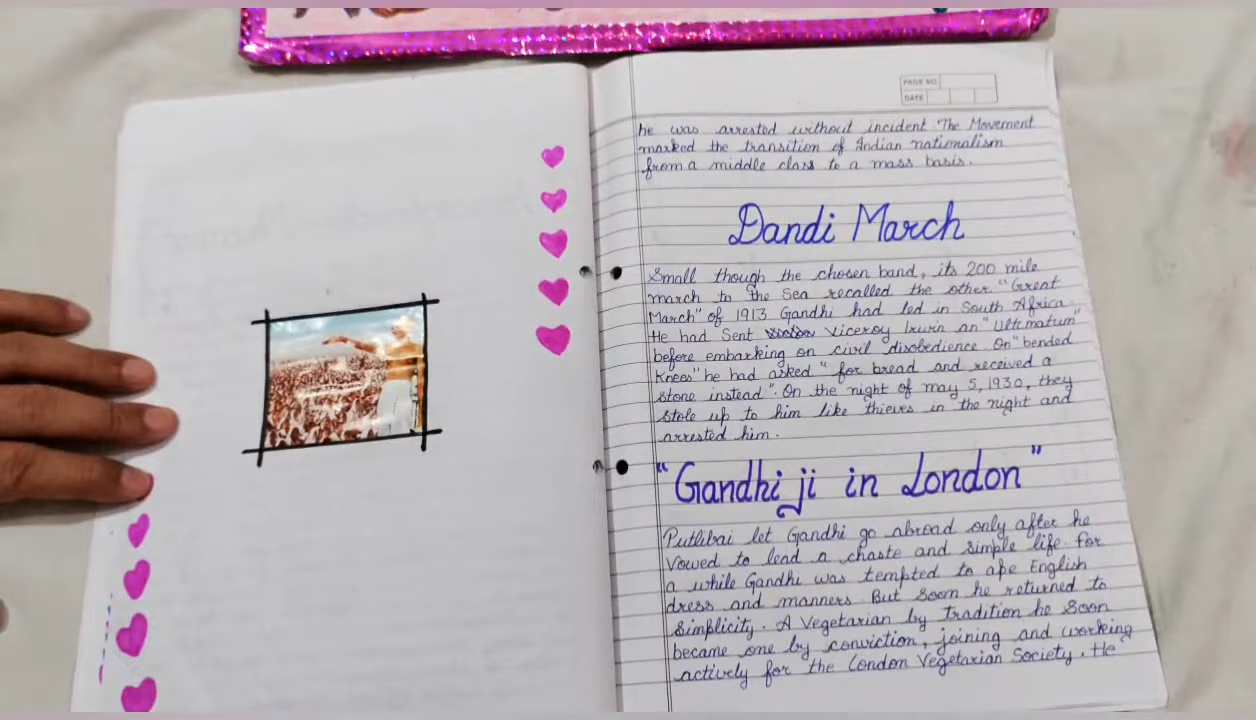 PAGE NO.
DATE
he was arrested without incident. The Movement
marked the transition of Indian nationalism
from a middle class to a mass basis.
Dandi March
Small though the chosen band, its 200 mile
march to the Sea recalled the other "Great
March" of 1913 Gandhi had led in South Africa.
He had Sent Viceroy Irwin an "Ultimatum"
before embarking on civil disobedience On "bended
Knees" he had asked " for bread and received a
stone instead". On the night of may 5, 1930, they
stole up to him like thieves in the night and
arrested him.
"Gandhi ji in London"
Putlibai let Gandhi go abroad only after he
Vowed to lead a chaste and simple life. For
a while Gandhi was tempted to ape English
dress and manners. But Soon he returned to
Simplicity. A Vegetarian by tradition he Soon
became one by conviction, joining and working
actively for the London Vegetarian Society. He